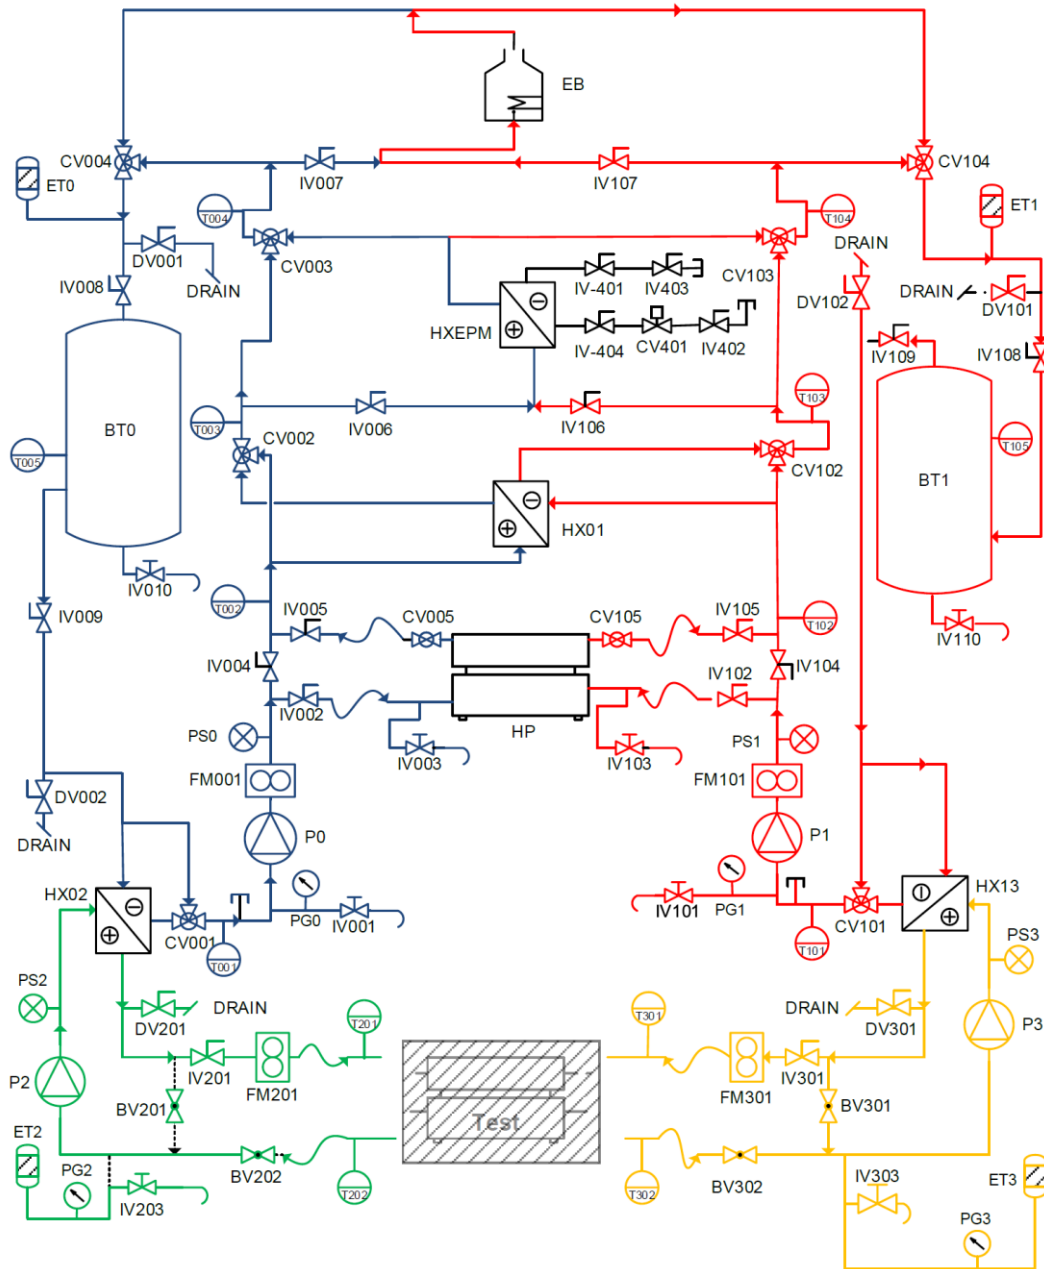 EB
CV004
CV104
ET0
IV007
IV107
ET1
T004
T104
DV001
CV003
CV103
DRAIN
IV008
DRAIN
IV-401
IV403
DV102
DRAIN
DV101
HXEPM
IV-404
CV401
IV402
IV109
IV108
T103
BT0
T003
CV002
IV006
IV106
T005
CV102
T105
BT1
HX01
IV010
T002
IV005
CV005
CV105
IV105
T102
IV009
IV110
IV004
IV104
IV002
IV102
PS0
HP
PS1
IV003
IV103
FM001
FM101
DV002
P0
P1
DRAIN
HX02
HX13
PG0
IV001
IV101
PG1
CV001
CV101
T001
T101
PS2
PS3
DV201
DRAIN
DRAIN
DV301
T201
T301
P3
P2
IV201
FM201
FM301
IV301
BV201
BV301
Test
ET2
PG2
BV202
BV302
IV303
ET3
T202
T302
IV203
PG3